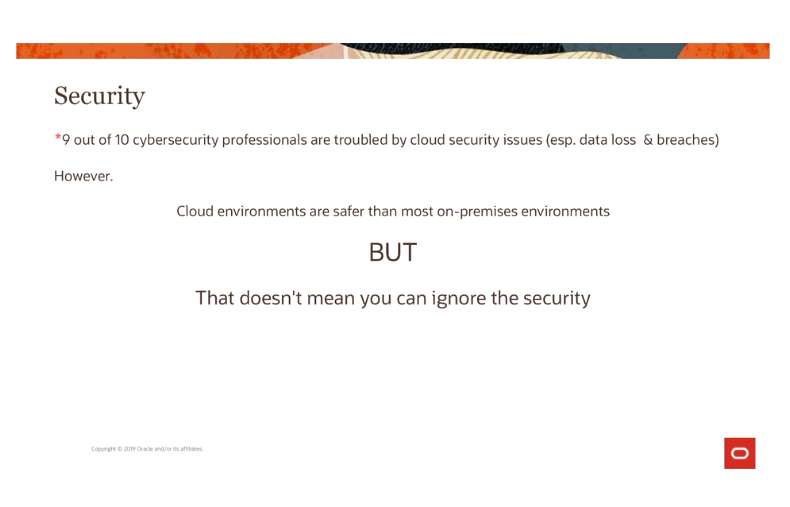 Security
*9 out of 10 cybersecurity professionals are troubled by cloud security issues (esp. data loss & breaches)
However.
Cloud environments are safer than most on-premises environments
BUT
That doesn't mean you can ignore the security
Copyright © 2019 Oracle and/or its affiliates.